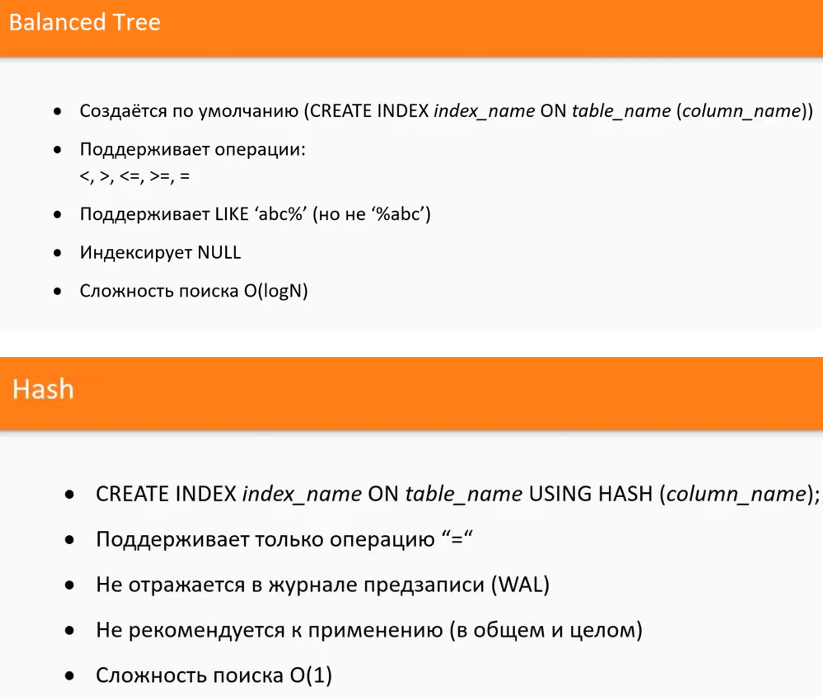 Balanced Tree
• Создаётся по умолчанию (CREATE INDEX index_name ON table_name (column_name))
• Поддерживает операции:
<, >, <=, >=, =
• Поддерживает LIKE ‘abc%’ (но не ‘%abc’)
• Индексирует NULL
• Сложность поиска O(logN)
Hash
• CREATE INDEX index_name ON table_name USING HASH (column_name);
• Поддерживает только операцию “=“
• Не отражается в журнале предзаписи (WAL)
• Не рекомендуется к применению (в общем и целом)
• Сложность поиска O(1)